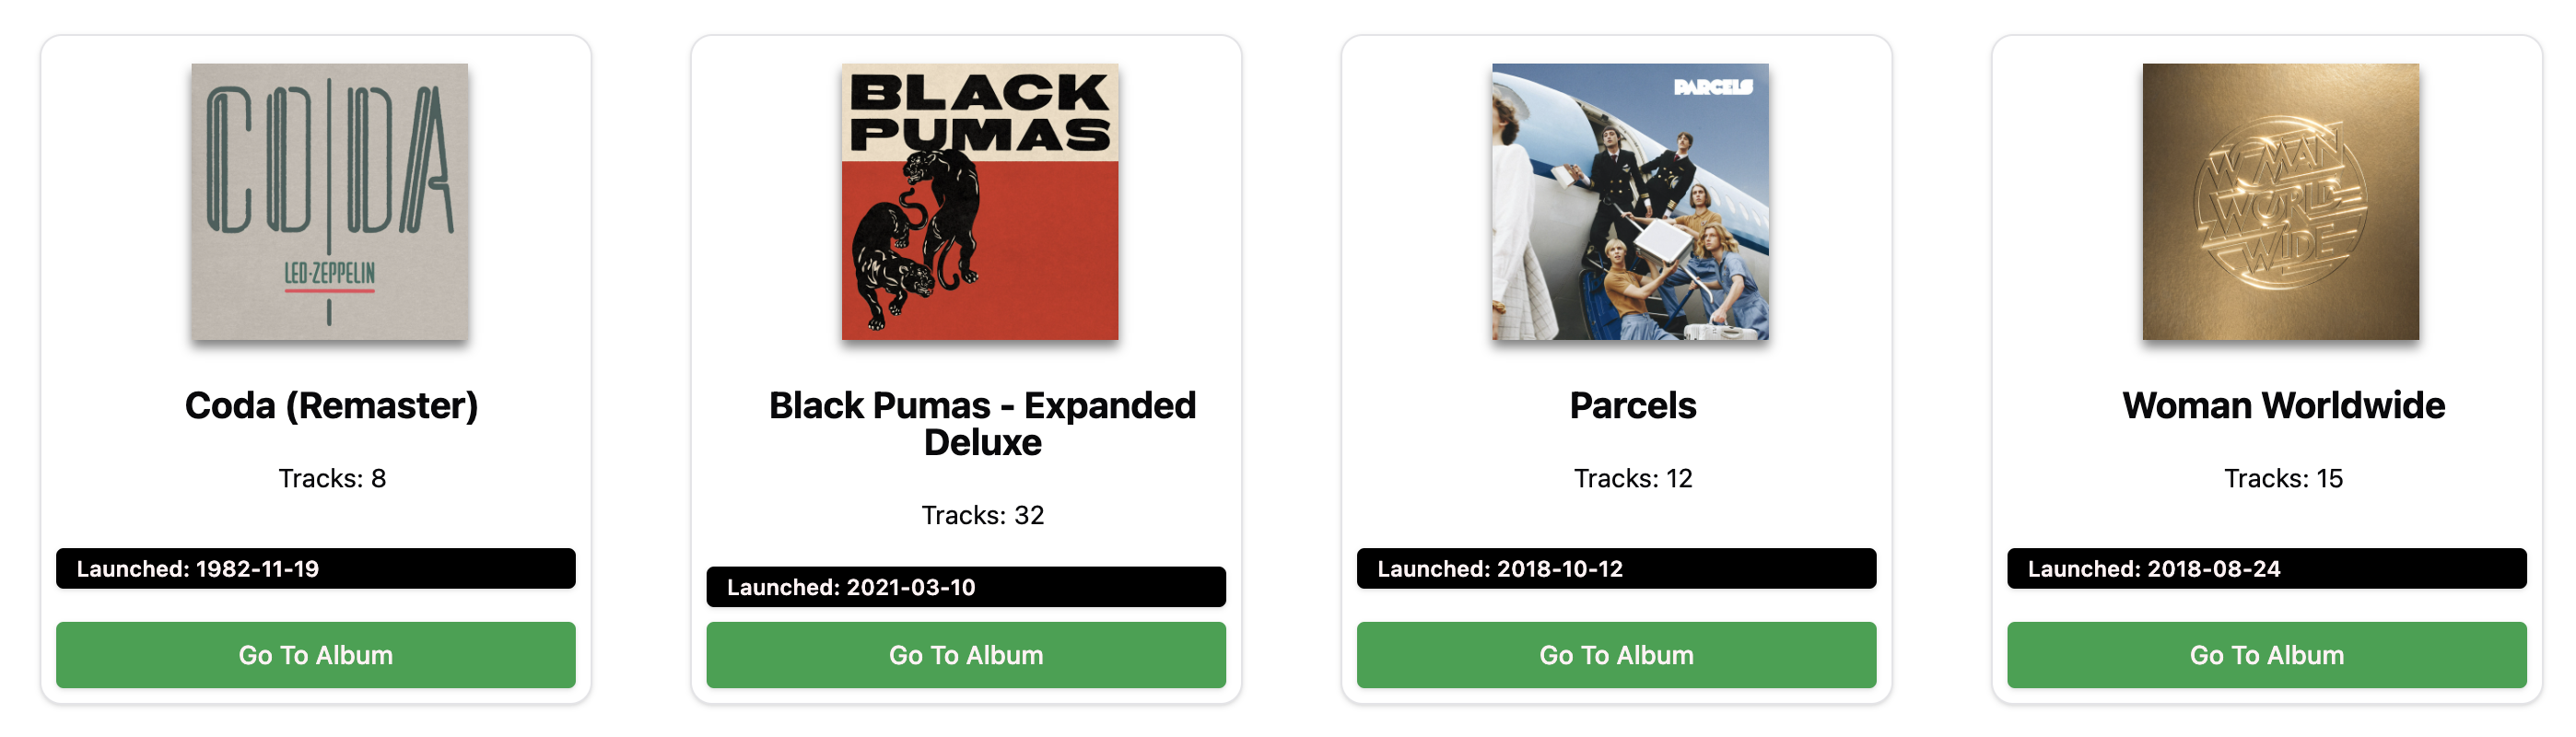 CODA
LED-ZEPPELIN
Coda (Remaster)
Tracks: 8
Launched: 1982-11-19
Go To Album
BLACK
PUMAS
Black Pumas - Expanded
Deluxe
Tracks: 32
Launched: 2021-03-10
Go To Album
PARCELS
Parcels
Tracks: 12
Launched: 2018-10-12
Go To Album
WOMAN
WORLD
WIDE
Woman Worldwide
Tracks: 15
Launched: 2018-08-24
Go To Album